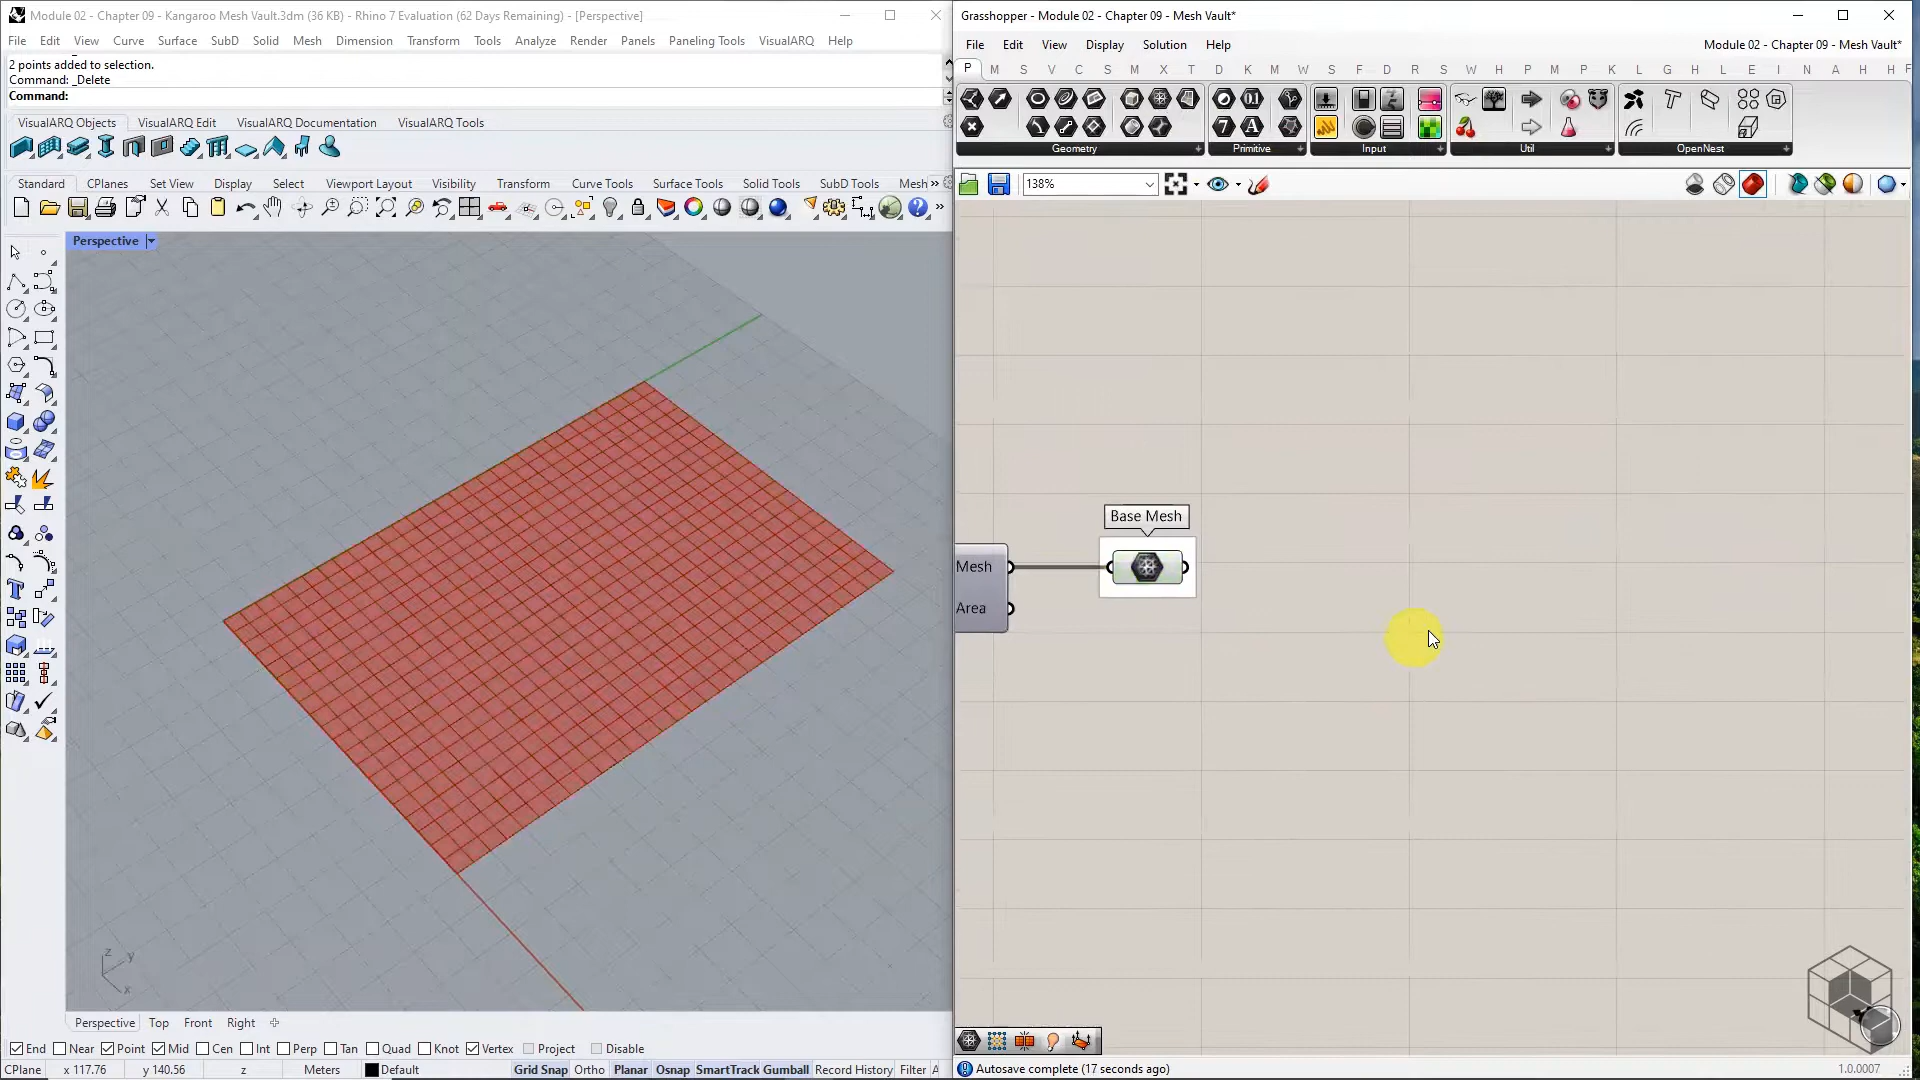 Module 02 - Chapter 09 - Kangaroo Mesh Vault.3dm (36 KB) - Rhino 7 Evaluation (62 Days Remaining) - [Perspective]
File Edit View Curve Surface SubD Solid Mesh Dimension Transform Tools Analyze Render Panels Paneling Tools VisualARQ Help
2 points added to selection.
Command: _Delete
Command:
VisualARQ Objects VisualARQ Edit VisualARQ Documentation VisualARQ Tools
Standard CPlanes Set View Display Select Viewport Layout Visibility Transform Curve Tools Surface Tools Solid Tools SubD Tools Mesh »
Perspective
z
y
x
Perspective Top Front Right
End Near Point Mid Cen Int Perp Tan Quad Knot Vertex Project Disable
CPlane x 117.76 y 140.56 z Meters Default Grid Snap Ortho Planar Osnap SmartTrack Gumball Record History Filter A
Grasshopper - Module 02 - Chapter 09 - Mesh Vault*
File Edit View Display Solution Help
Module 02 - Chapter 09 - Mesh Vault*
P M S V C S M X T D K M W S F D R S W H P M P K L G H L E I N A H H F
Geometry Primitive Input Util OpenNest
138%
Base Mesh
Mesh
Area
Autosave complete (17 seconds ago)
1.0.0007